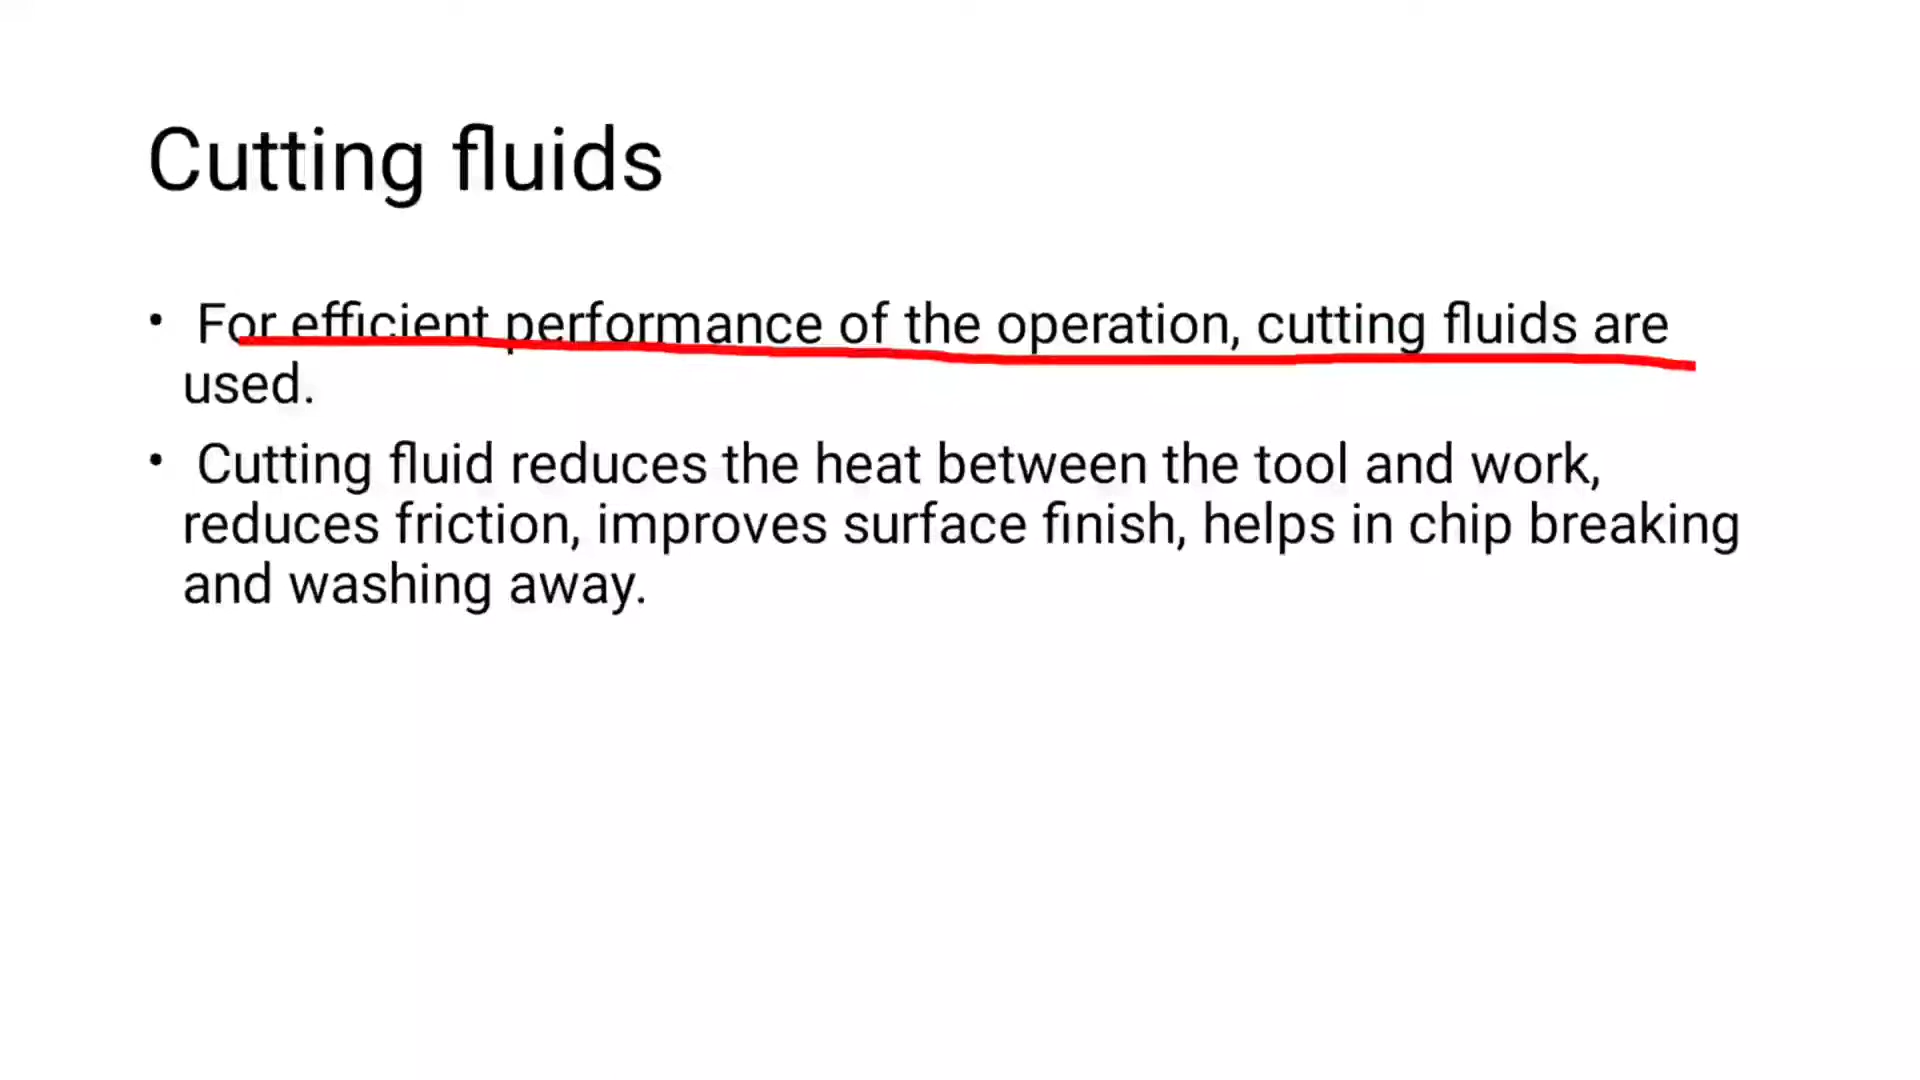 Cutting fluids
• For efficient performance of the operation, cutting fluids are
used.
• Cutting fluid reduces the heat between the tool and work,
reduces friction, improves surface finish, helps in chip breaking
and washing away.